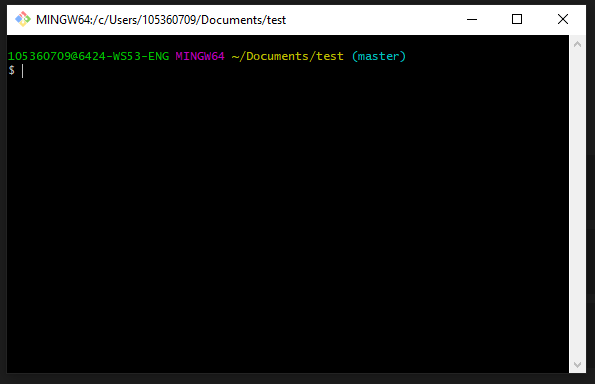 MINGW64:/c/Users/105360709/Documents/test
105360709@6424-WS53-ENG MINGW64 ~/Documents/test (master)
$